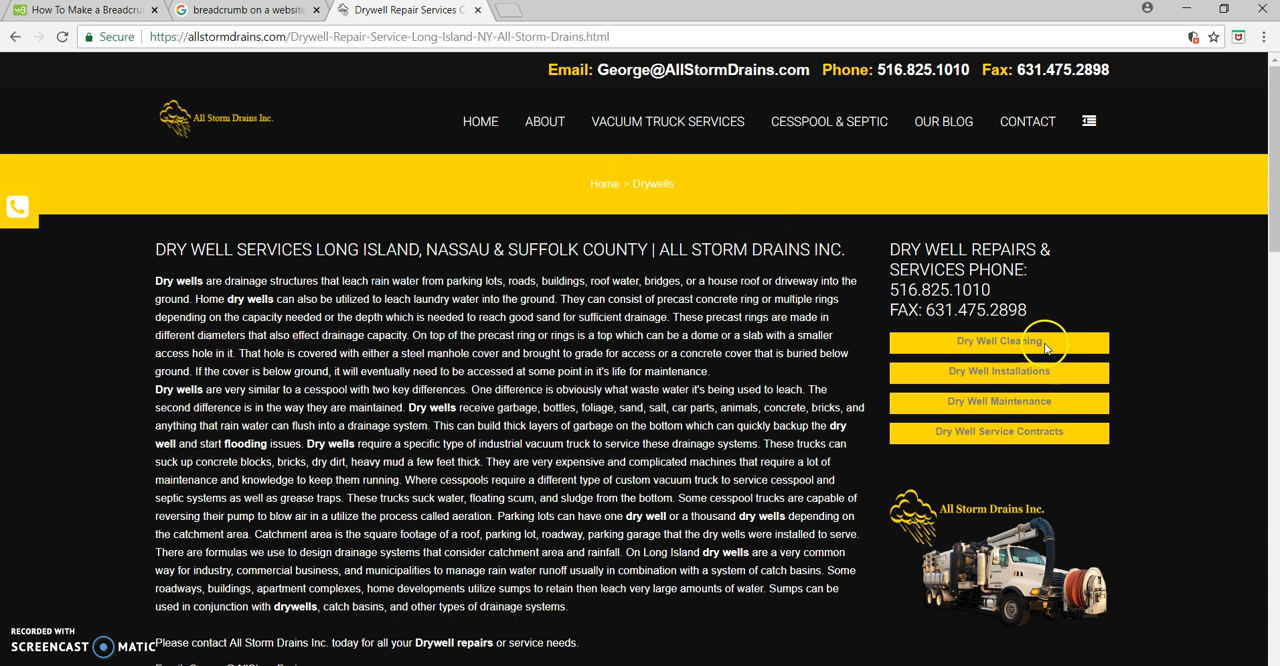 How To Make a Breadcru
breadcrumb on a website
Drywell Repair Services C
Secure
https://allstormdrains.com/Drywell-Repair-Service-Long-Island-NY-All-Storm-Drains.html
Email: George@AllStormDrains.com Phone: 516.825.1010 Fax: 631.475.2898
All Storm Drains Inc.
HOME ABOUT VACUUM TRUCK SERVICES CESSPOOL & SEPTIC OUR BLOG CONTACT
Home > Drywells
DRY WELL SERVICES LONG ISLAND, NASSAU & SUFFOLK COUNTY | ALL STORM DRAINS INC.
Dry wells are drainage structures that leach rain water from parking lots, roads, buildings, roof water, bridges, or a house roof or driveway into the
ground. Home dry wells can also be utilized to leach laundry water into the ground. They can consist of precast concrete ring or multiple rings
depending on the capacity needed or the depth which is needed to reach good sand for sufficient drainage. These precast rings are made in
different diameters that also effect drainage capacity. On top of the precast ring or rings is a top which can be a dome or a slab with a smaller
access hole in it. That hole is covered with either a steel manhole cover and brought to grade for access or a concrete cover that is buried below
ground. If the cover is below ground, it will eventually need to be accessed at some point in it's life for maintenance.
Dry wells are very similar to a cesspool with two key differences. One difference is obviously what waste water it's being used to leach. The
second difference is in the way they are maintained. Dry wells receive garbage, bottles, foliage, sand, salt, car parts, animals, concrete, bricks, and
anything that rain water can flush into a drainage system. This can build thick layers of garbage on the bottom which can quickly backup the dry
well and start flooding issues. Dry wells require a specific type of industrial vacuum truck to service these drainage systems. These trucks can
suck up concrete blocks, bricks, dry dirt, heavy mud a few feet thick. They are very expensive and complicated machines that require a lot of
maintenance and knowledge to keep them running. Where cesspools require a different type of custom vacuum truck to service cesspool and
septic systems as well as grease traps. These trucks suck water, floating scum, and sludge from the bottom. Some cesspool trucks are capable of
reversing their pump to blow air in a utilize the process called aeration. Parking lots can have one dry well or a thousand dry wells depending on
the catchment area. Catchment area is the square footage of a roof, parking lot, roadway, parking garage that the dry wells were installed to serve.
There are formulas we use to design drainage systems that consider catchment area and rainfall. On Long Island dry wells are a very common
way for industry, commercial business, and municipalities to manage rain water runoff usually in combination with a system of catch basins. Some
roadways, buildings, apartment complexes, home developments utilize sumps to retain then leach very large amounts of water. Sumps can be
used in conjunction with drywells, catch basins, and other types of drainage systems.
Please contact All Storm Drains Inc. today for all your Drywell repairs or service needs.
DRY WELL REPAIRS &
SERVICES PHONE:
516.825.1010
FAX: 631.475.2898
Dry Well Cleaning
Dry Well Installations
Dry Well Maintenance
Dry Well Service Contracts
All Storm Drains Inc.
RECORDED WITH
SCREENCAST MATIC